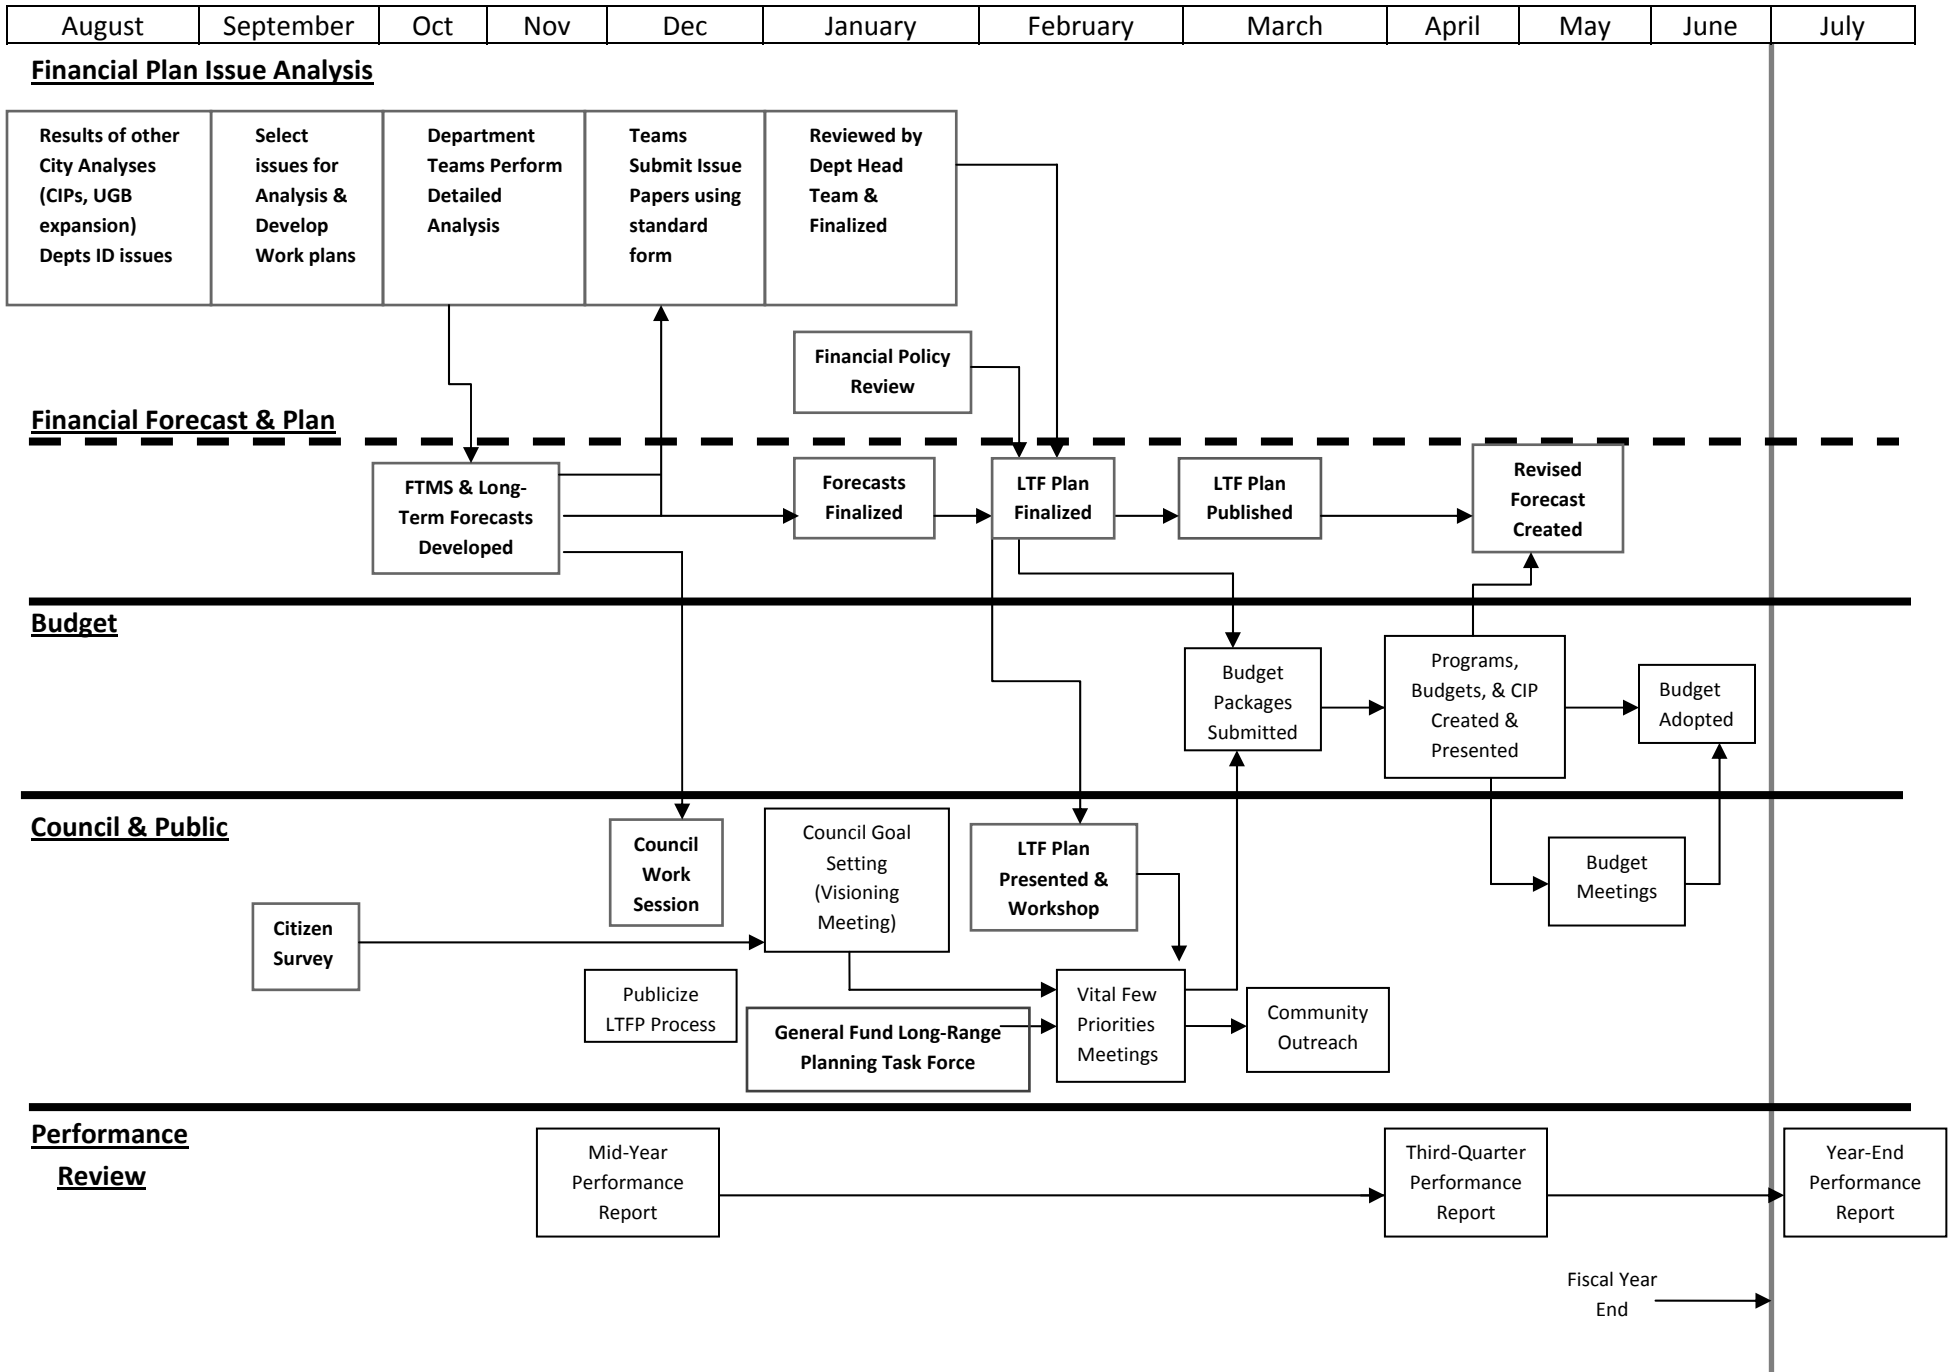 August September Oct Nov Dec January February March April May June July
Financial Plan Issue Analysis
Results of other
City Analyses
(CIPs, UGB
expansion)
Depts ID issues
Select
issues for
Analysis &
Develop
Work plans
Department
Teams Perform
Detailed
Analysis
Teams
Submit Issue
Papers using
standard
form
Reviewed by
Dept Head
Team &
Finalized
Financial Policy
Review
Financial Forecast & Plan
FTMS & Long-
Term Forecasts
Developed
Forecasts
Finalized
LTF Plan
Finalized
LTF Plan
Published
Revised
Forecast
Created
Budget
Budget
Packages
Submitted
Programs,
Budgets, & CIP
Created &
Presented
Budget
Adopted
Council & Public
Citizen
Survey
Council
Work
Session
Publicize
LTFP Process
Council Goal
Setting
(Visioning
Meeting)
General Fund Long-Range
Planning Task Force
LTF Plan
Presented &
Workshop
Vital Few
Priorities
Meetings
Community
Outreach
Budget
Meetings
Performance
Review
Mid-Year
Performance
Report
Third-Quarter
Performance
Report
Year-End
Performance
Report
Fiscal Year
End